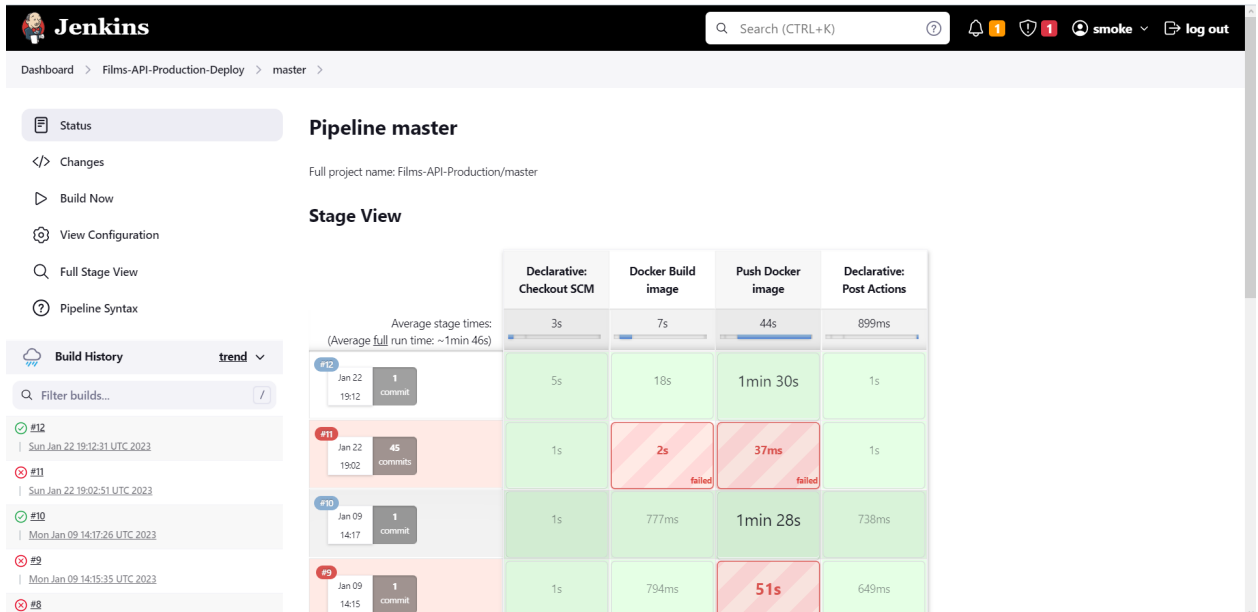 Jenkins
Search (CTRL+K)
?
1
1
smoke
log out
Dashboard > Films-API-Production-Deploy > master >
Status
Changes
Build Now
View Configuration
Full Stage View
Pipeline Syntax
Build History
trend
Filter builds...
/
#12
Sun Jan 22 19:12:31 UTC 2023
#11
Sun Jan 22 19:02:51 UTC 2023
#10
Mon Jan 09 14:17:26 UTC 2023
#9
Mon Jan 09 14:15:35 UTC 2023
#8
Pipeline master
Full project name: Films-API-Production/master
Stage View
Declarative: Checkout SCM
Docker Build image
Push Docker image
Declarative: Post Actions
Average stage times:
(Average full run time: ~1min 46s)
3s
7s
44s
899ms
#12
Jan 22
19:12
1
commit
5s
18s
1min 30s
1s
#11
Jan 22
19:02
45
commits
1s
2s
failed
37ms
failed
1s
#10
Jan 09
14:17
1
commit
1s
777ms
1min 28s
738ms
#9
Jan 09
14:15
1
commit
1s
794ms
51s
649ms